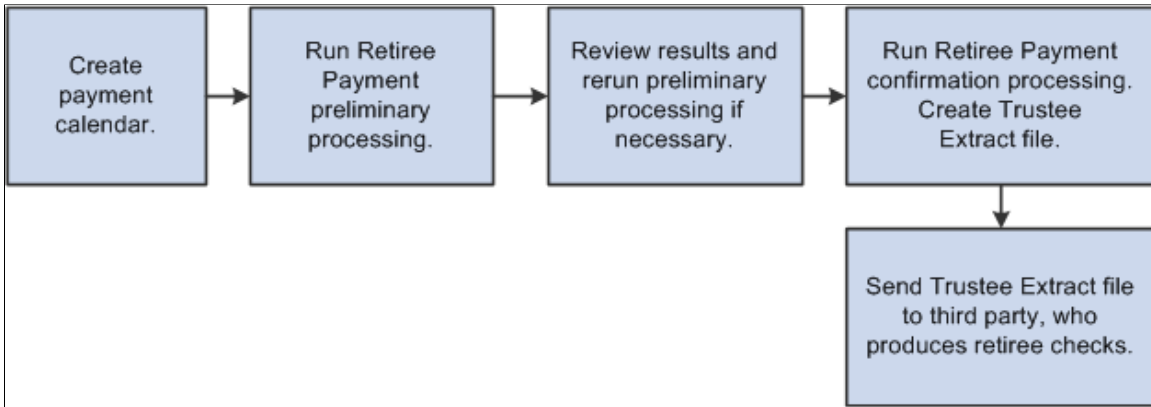 Create
payment
calendar.
Run Retiree
Payment
preliminary
processing.
Review results and
rerun preliminary
processing if
necessary.
Run Retiree Payment
confirmation processing.
Create Trustee
Extract file.
Send Trustee Extract file
to third party, who
produces retiree checks.